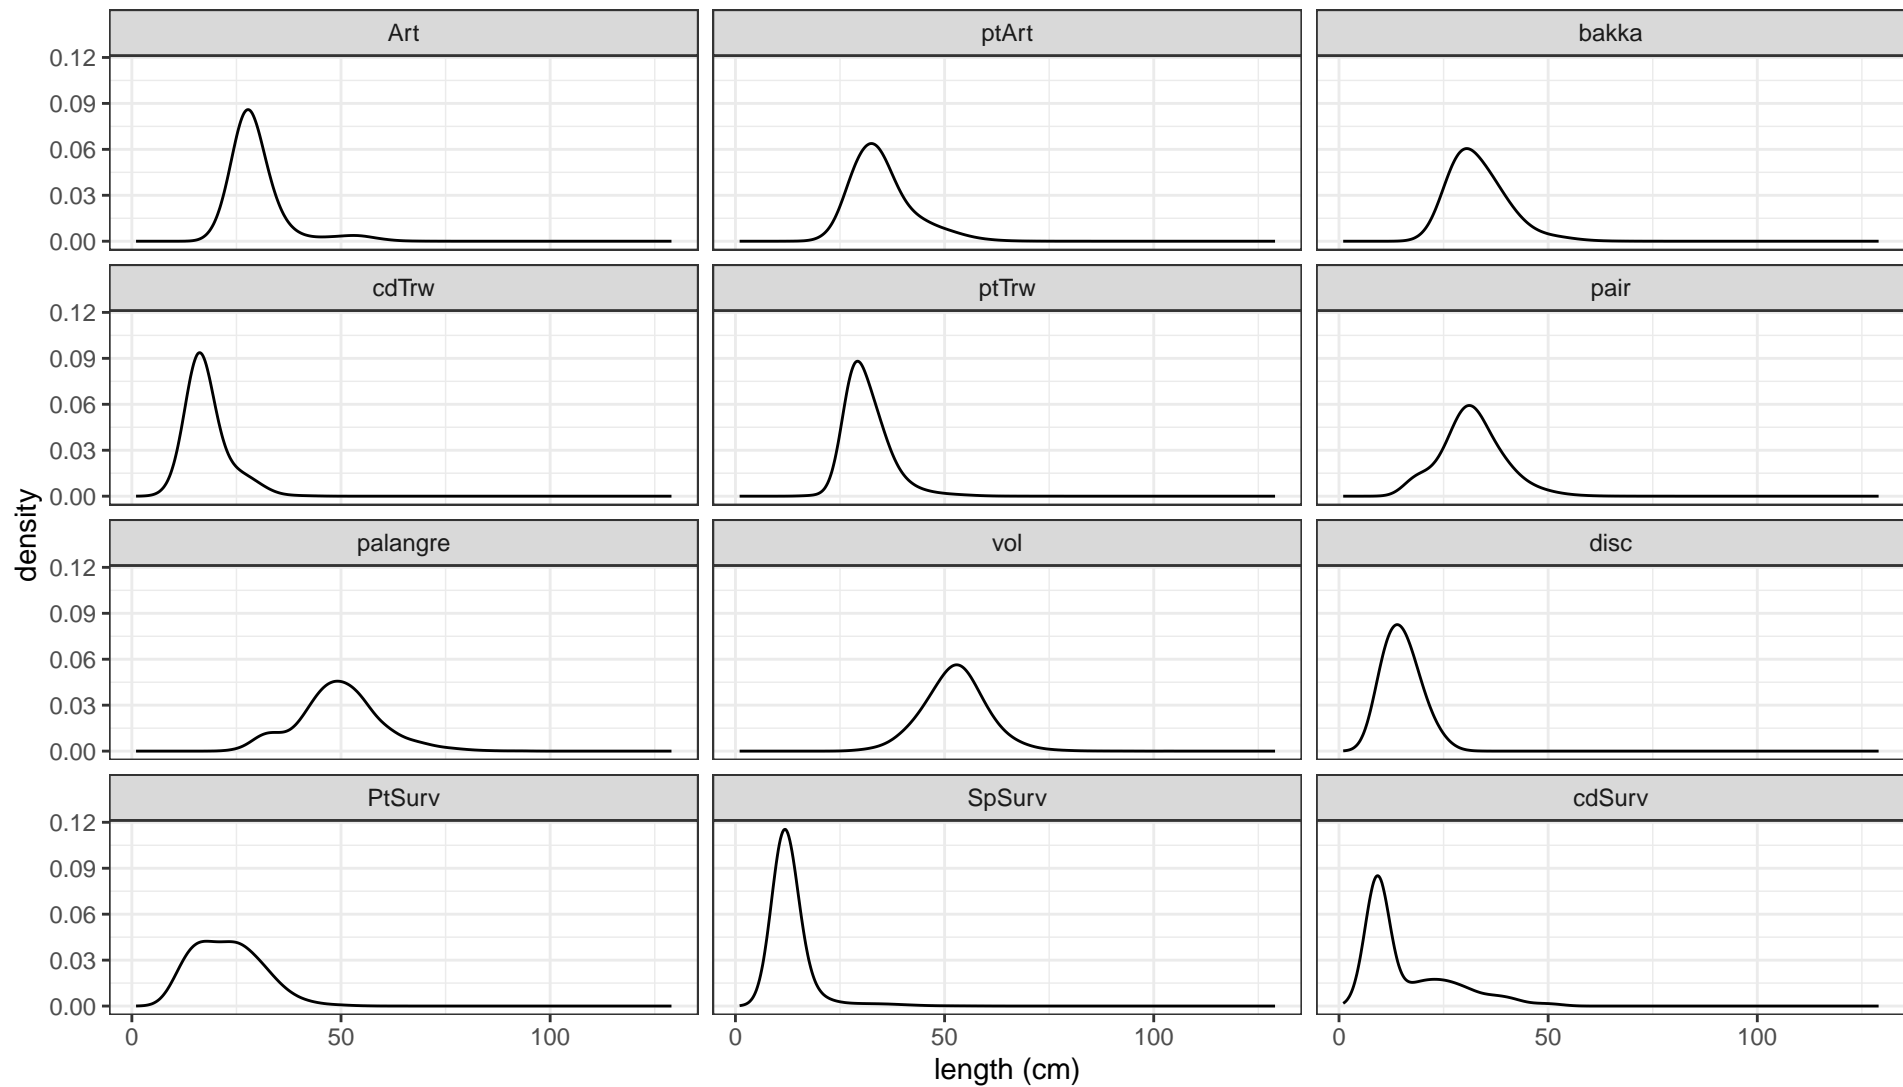 Art ptArt bakka
0.12
0.09
0.06
0.03
0.00
cdTrw ptTrw pair
0.12
0.09
0.06
0.03
0.00
palangre vol disc
0.12
0.09
0.06
0.03
0.00
PtSurv SpSurv cdSurv
0.12
0.09
0.06
0.03
0.00
density
0 50 100 0 50 100 0 50 100
length (cm)